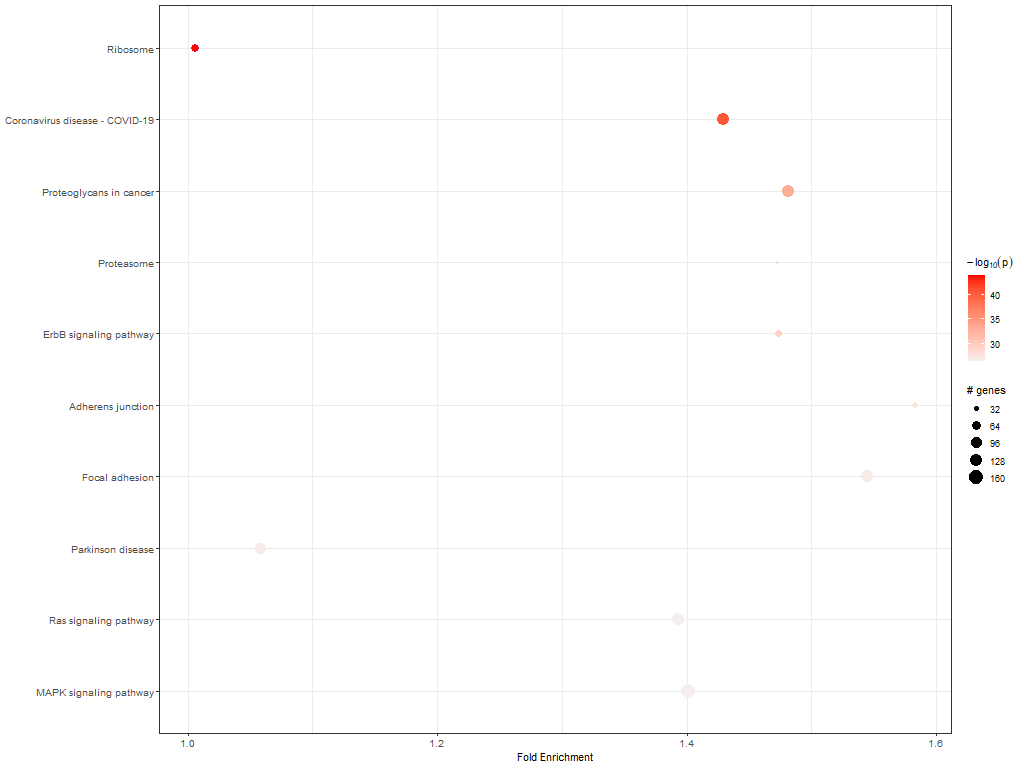 Ribosome
Coronavirus disease - COVID-19
Proteoglycans in cancer
Proteasome
ErbB signaling pathway
Adherens junction
Focal adhesion
Parkinson disease
Ras signaling pathway
MAPK signaling pathway
1.0 1.2 1.4 1.6
Fold Enrichment
−log10(p)
40
35
30
# genes
32
64
96
128
160